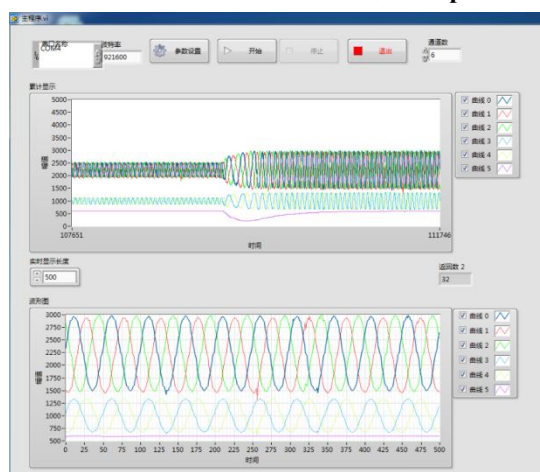 主程序.vi
串口名称
COM4
波特率
921600
参数设置
开始
停止
退出
通道数
6
累计显示
幅值
5000
4500
4000
3500
3000
2500
2000
1500
1000
500
0
107651
111746
时间
曲线 0
曲线 1
曲线 2
曲线 3
曲线 4
曲线 5
实时显示长度
500
返回数 2
32
波形图
幅值
3000
2750
2500
2250
2000
1750
1500
1250
1000
750
500
0 25 50 75 100 125 150 175 200 225 250 275 300 325 350 375 400 425 450 475 500
时间
曲线 0
曲线 1
曲线 2
曲线 3
曲线 4
曲线 5